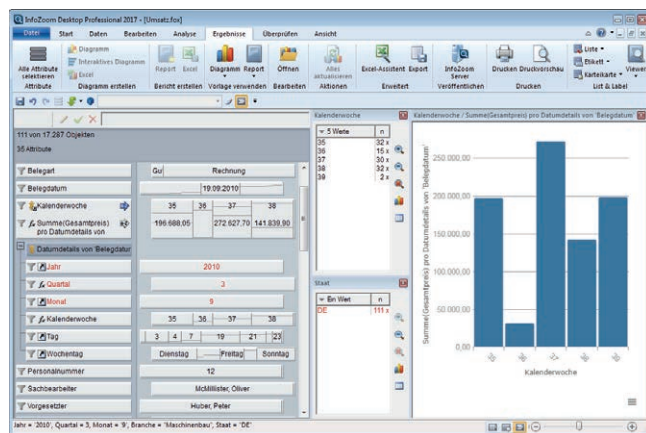 InfoZoom Desktop Professional 2017 - [Umsatz.fox]
Datei Start Daten Bearbeiten Analyse Ergebnisse Überprüfen Ansicht
Alle Attribute selektieren
Attribute
Diagramm
Interaktives Diagramm
Excel
Diagramm erstellen
Report Excel
Bericht erstellen
Diagramm Report
Vorlage verwenden
Öffnen
Bearbeiten
Alles aktualisieren
Aktionen
Excel-Assistent Export
Erweitert
InfoZoom Server
Veröffentlichen
Drucken Druckvorschau
Drucken
Liste
Etikett
Karteikarte
Viewer
List & Label
111 von 17.287 Objekten
35 Attribute
Belegart Gu Rechnung
Belegdatum 19.09.2010
Kalenderwoche 35 36 37 38
Summe(Gesamtpreis) pro Datumdetails von 196.688,05 272.627,70 141.839,90
Datumdetails von 'Belegdatum
Jahr 2010
Quartal 3
Monat 9
Kalenderwoche 35 36 37 38
Tag 3 4 7 19 21 23
Wochentag Dienstag Freitag Sonntag
Personalnummer 12
Sachbearbeiter McMillister, Oliver
Vorgesetzter Huber, Peter
Kalenderwoche
5 Werte n
35 32 x
36 15 x
37 30 x
38 32 x
39 2 x
Staat
Ein Wert n
DE 111 x
Kalenderwoche / Summe(Gesamtpreis) pro Datumdetails von 'Belegdatum'
Summe(Gesamtpreis) pro Datumdetails von 'Belegdatum'
250.000,00
200.000,00
150.000,00
100.000,00
50.000,00
0,00
35 36 37 38 39
Kalenderwoche
Jahr = '2010', Quartal = 3, Monat = '9', Branche = 'Maschinenbau', Staat = 'DE'